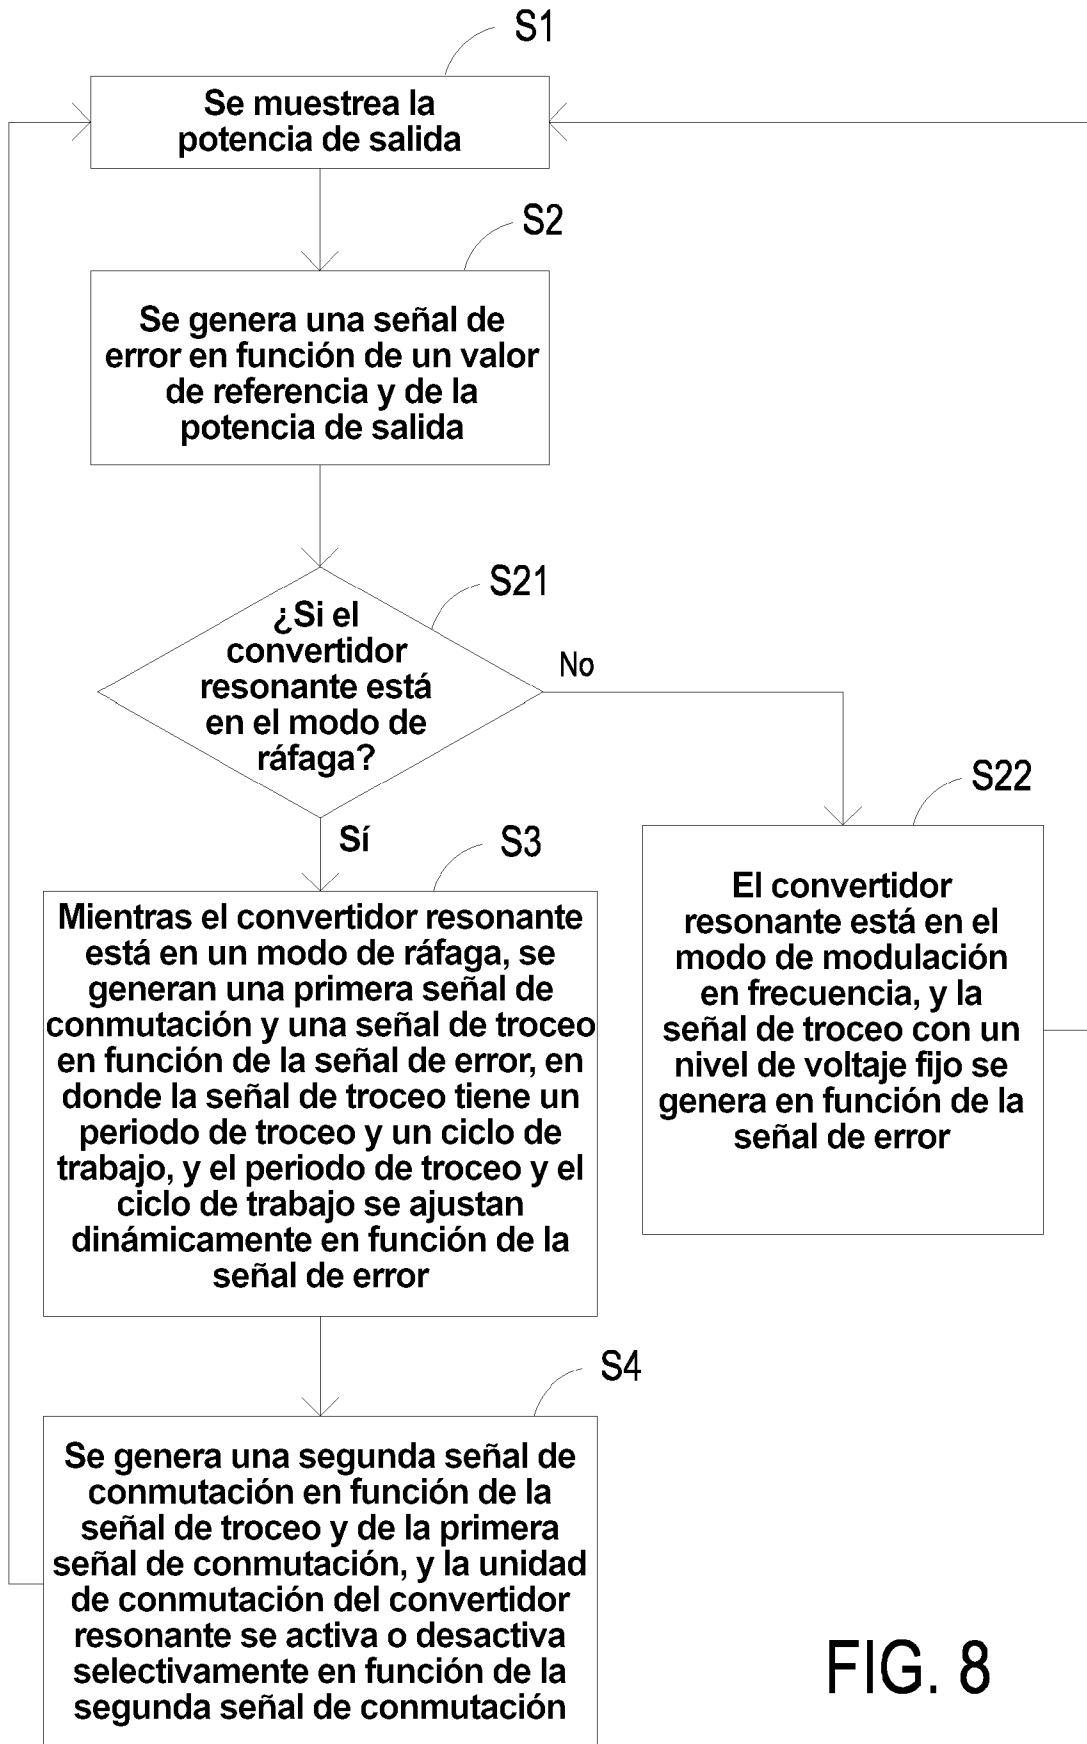 S1
Se muestrea la
potencia de salida
S2
Se genera una señal de
error en función de un valor
de referencia y de la
potencia de salida
S21
¿Si el
convertidor
resonante está
en el modo de
ráfaga?
No
Sí
S22
El convertidor
resonante está en el
modo de modulación
en frecuencia, y la
señal de troceo con un
nivel de voltaje fijo se
genera en función de la
señal de error
S3
Mientras el convertidor resonante
está en un modo de ráfaga, se
generan una primera señal de
conmutación y una señal de troceo
en función de la señal de error, en
donde la señal de troceo tiene un
periodo de troceo y un ciclo de
trabajo, y el periodo de troceo y el
ciclo de trabajo se ajustan
dinámicamente en función de la
señal de error
S4
Se genera una segunda señal de
conmutación en función de la
señal de troceo y de la primera
señal de conmutación, y la unidad
de conmutación del convertidor
resonante se activa o desactiva
selectivamente en función de la
segunda señal de conmutación
FIG. 8